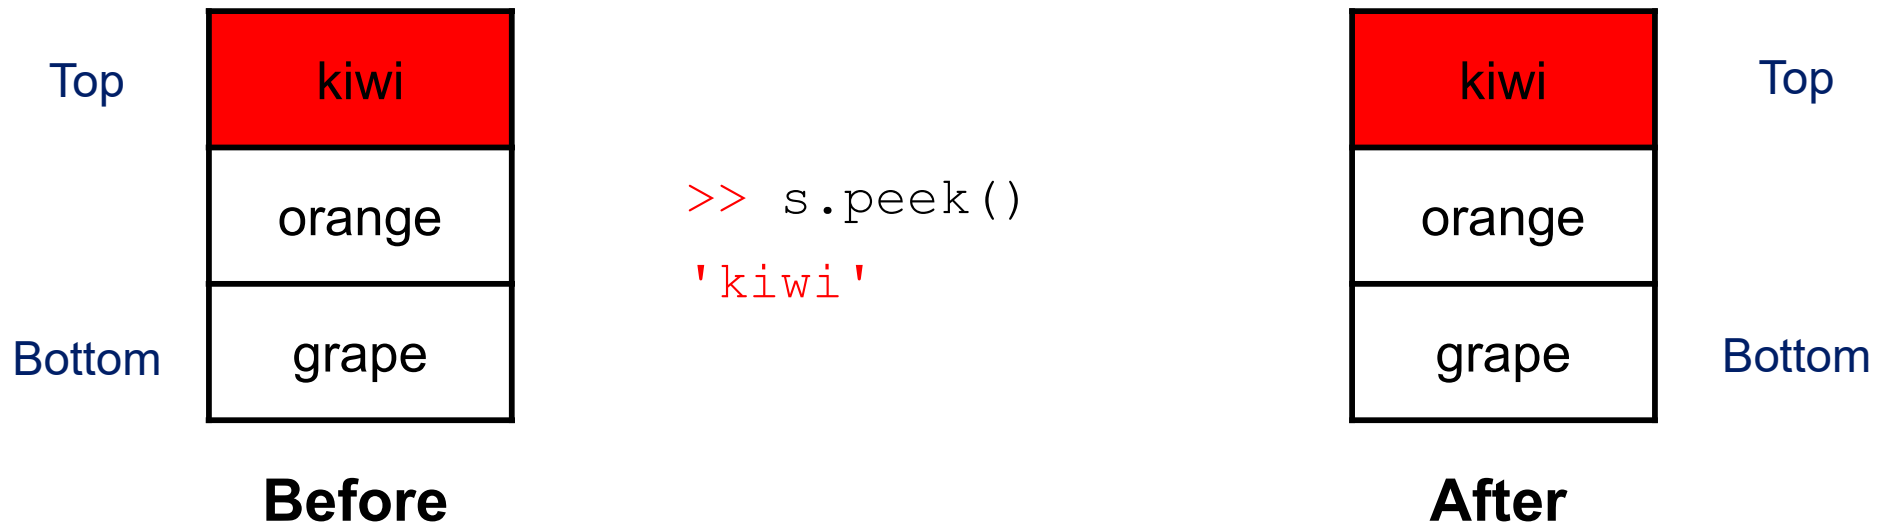 Top
kiwi
orange
Bottom
grape
Before
>> s.peek()
'kiwi'
kiwi
Top
orange
grape
Bottom
After